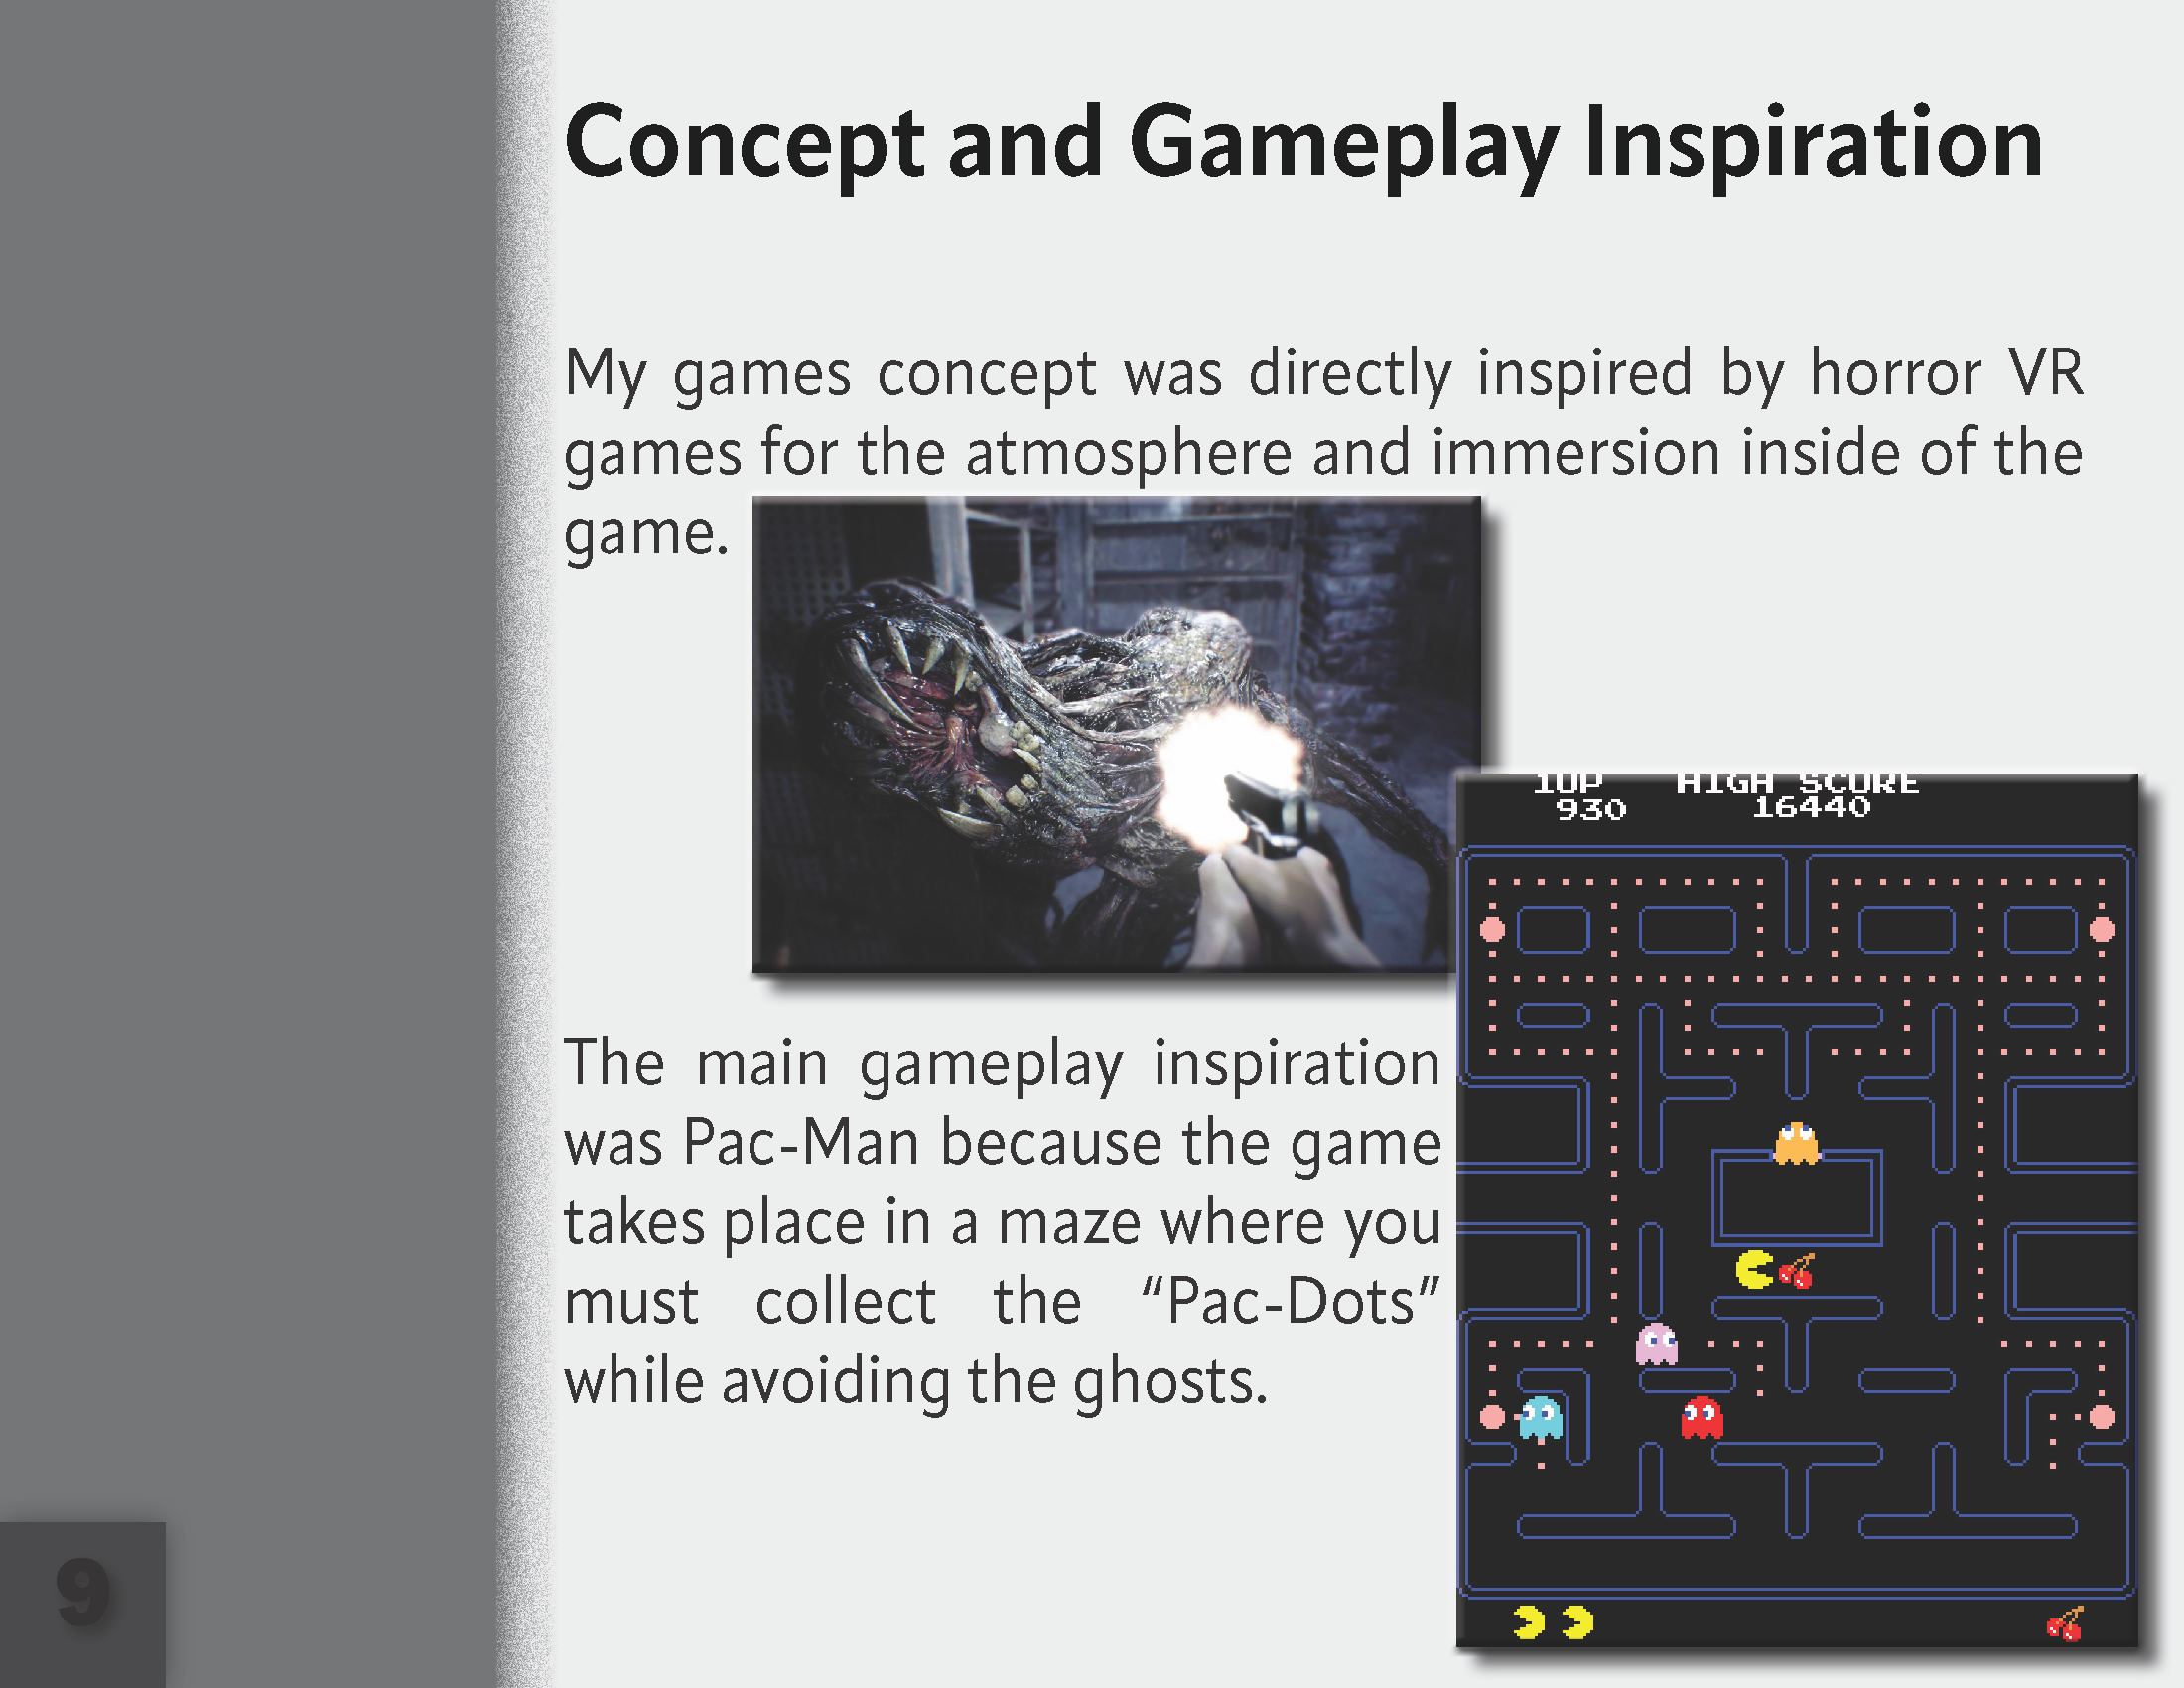 Concept and Gameplay Inspiration
My games concept was directly inspired by horror VR
games for the atmosphere and immersion inside of the
game.
1UP HIGH SCORE
930 16440
The main gameplay inspiration
was Pac-Man because the game
takes place in a maze where you
must collect the “Pac-Dots”
while avoiding the ghosts.
9